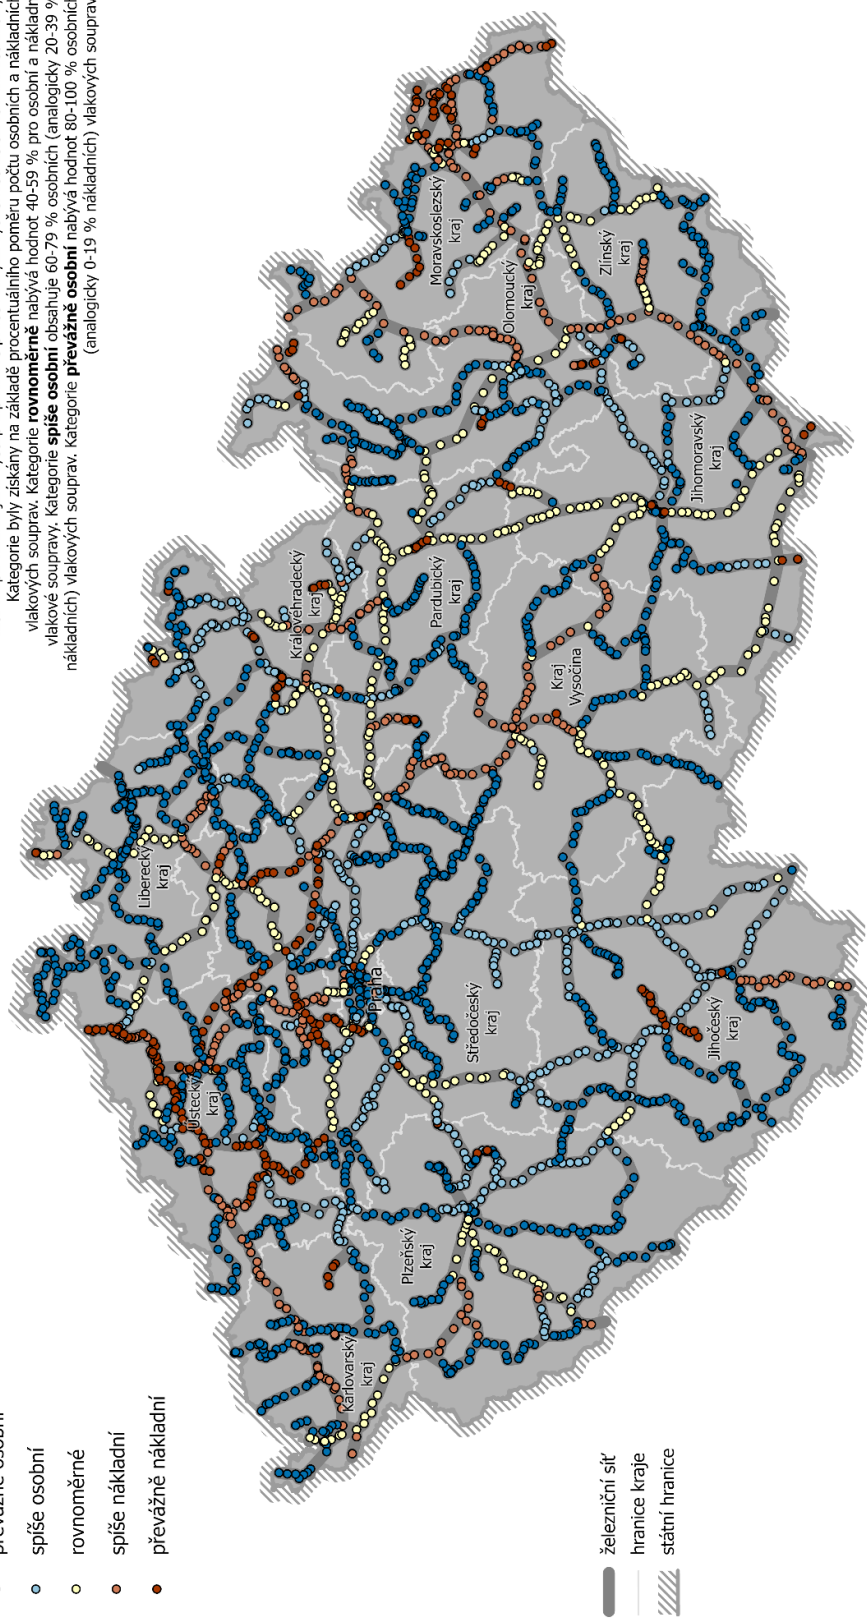 Kategorie byly získány na základě procentuálního poměru počtu osobních a nákladních
vlakových souprav. Kategorie rovnoměrně nabývá hodnot 40-59 % pro osobní a nákladní
vlakové soupravy. Kategorie spíše osobní obsahuje 60-79 % osobních (analogicky 20-39 %
nákladních) vlakových souprav. Kategorie převážně osobní nabývá hodnot 80-100 % osobních
(analogicky 0-19 % nákladních) vlakových souprav
Liberecký
kraj
Ústecký
kraj
Karlovarský
kraj
Plzeňský
kraj
Praha
Středočeský
kraj
Jihočeský
kraj
Královéhradecký
kraj
Pardubický
kraj
Kraj
Vysočina
Jihomoravský
kraj
Olomoucký
kraj
Moravskoslezský
kraj
Zlínský
kraj
převážně osobní
spíše osobní
rovnoměrné
spíše nákladní
převážně nákladní
železniční síť
hranice kraje
státní hranice